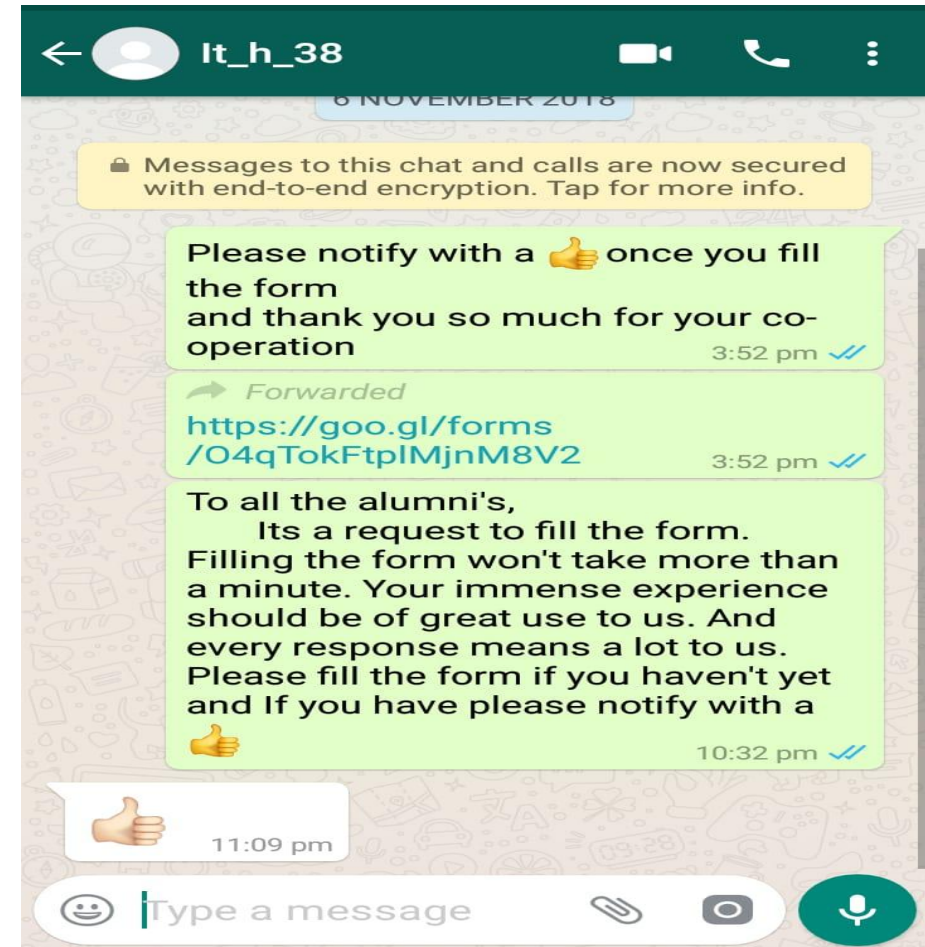 It_h_38
6 NOVEMBER 2018
Messages to this chat and calls are now secured
with end-to-end encryption. Tap for more info.
Please notify with a 👍 once you fill
the form
and thank you so much for your co-
operation
3:52 pm
Forwarded
https://goo.gl/forms
/O4qTokFtplMjnM8V2
3:52 pm
To all the alumni's,
Its a request to fill the form.
Filling the form won't take more than
a minute. Your immense experience
should be of great use to us. And
every response means a lot to us.
Please fill the form if you haven't yet
and If you have please notify with a
👍
10:32 pm
👍🏻
11:09 pm
Type a message